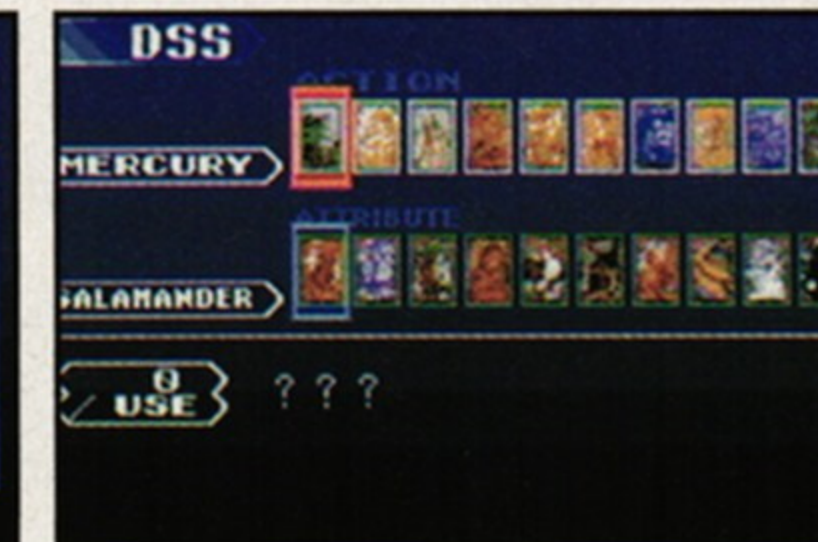 DSS
ACTION
MERCURY
ATTRIBUTE
SALAMANDER
0
USE
? ? ?